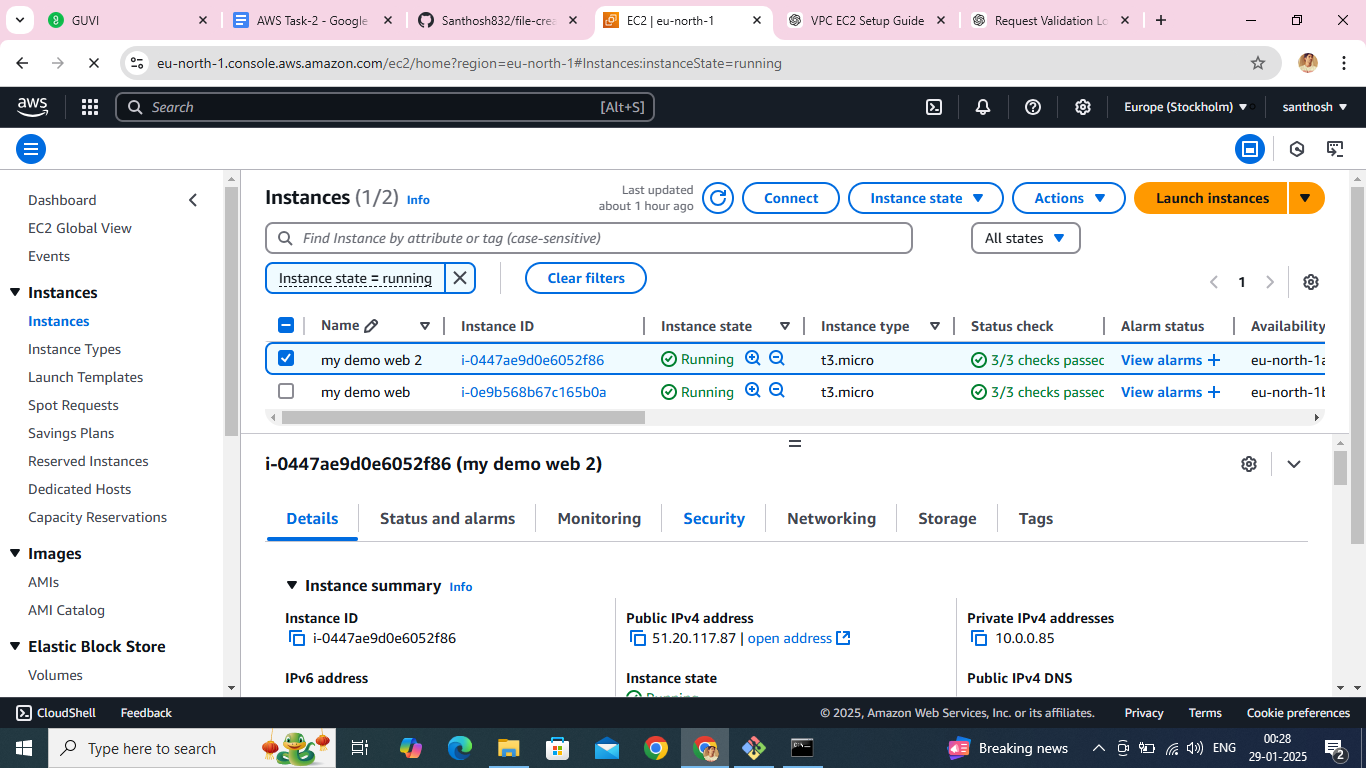 GUVI
AWS Task-2 - Google
Santhosh832/file-crea
EC2 | eu-north-1
VPC EC2 Setup Guide
Request Validation Lo
eu-north-1.console.aws.amazon.com/ec2/home?region=eu-north-1#Instances:instanceState=running
aws
Search
[Alt+S]
Europe (Stockholm)
santhosh
Dashboard
EC2 Global View
Events
Instances
Instances
Instance Types
Launch Templates
Spot Requests
Savings Plans
Reserved Instances
Dedicated Hosts
Capacity Reservations
Images
AMIs
AMI Catalog
Elastic Block Store
Volumes
Instances (1/2) Info
Last updated
about 1 hour ago
Connect
Instance state
Actions
Launch instances
Find Instance by attribute or tag (case-sensitive)
All states
Instance state = running
Clear filters
1
Name Instance ID Instance state Instance type Status check Alarm status Availability
my demo web 2 i-0447ae9d0e6052f86 Running t3.micro 3/3 checks passed View alarms + eu-north-1a
my demo web i-0e9b568b67c165b0a Running t3.micro 3/3 checks passed View alarms + eu-north-1b
i-0447ae9d0e6052f86 (my demo web 2)
Details Status and alarms Monitoring Security Networking Storage Tags
Instance summary Info
Instance ID
i-0447ae9d0e6052f86
Public IPv4 address
51.20.117.87 | open address
Private IPv4 addresses
10.0.0.85
IPv6 address
Instance state
Running
Public IPv4 DNS
CloudShell
Feedback
© 2025, Amazon Web Services, Inc. or its affiliates.
Privacy
Terms
Cookie preferences
Type here to search
Breaking news
ENG
00:28
29-01-2025
2